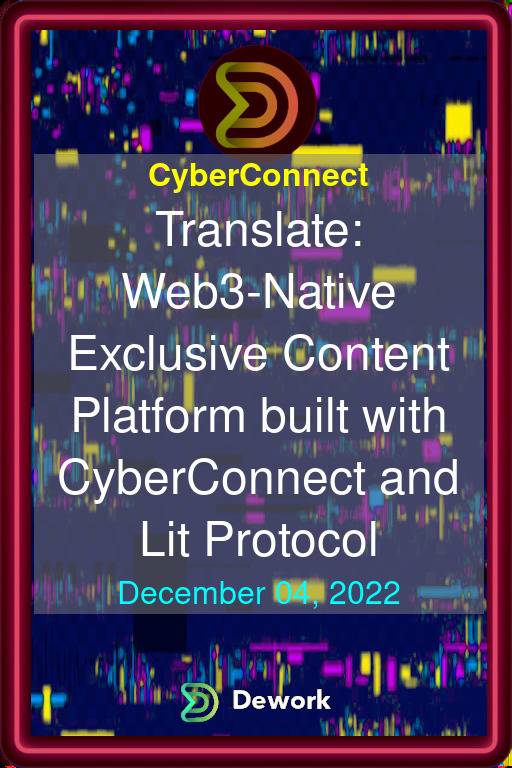 CyberConnect
Translate:
Web3-Native
Exclusive Content
Platform built with
CyberConnect and
Lit Protocol
December 04, 2022
Dework